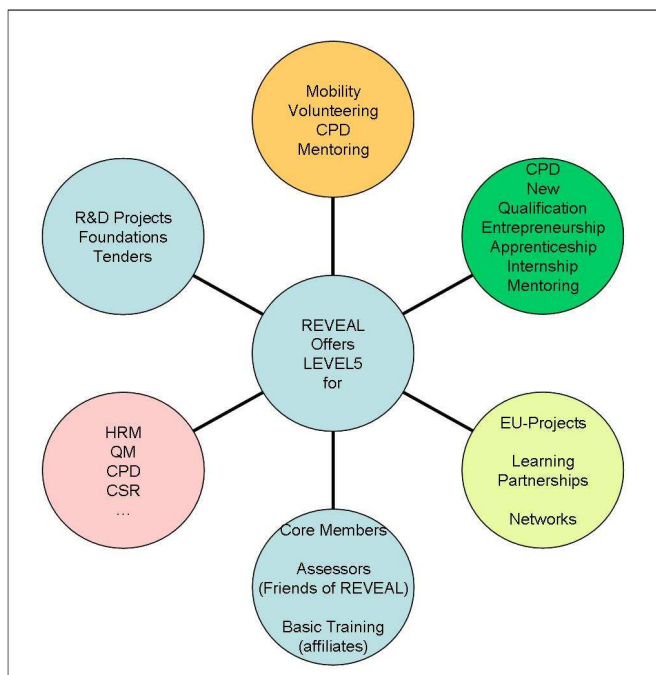 Mobility
Volunteering
CPD
Mentoring
CPD
New
Qualification
Entrepreneurship
Apprenticeship
Internship
Mentoring
R&D Projects
Foundations
Tenders
REVEAL
Offers
LEVEL5
for
HRM
QM
CPD
CSR
...
EU-Projects
Learning
Partnerships
Networks
Core Members
Assessors
(Friends of REVEAL)
Basic Training
(affiliates)